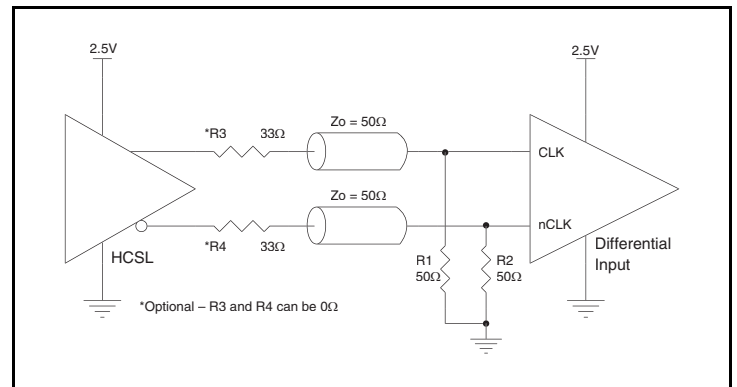 2.5V
2.5V
*R3 33Ω
Zo = 50Ω
CLK
Zo = 50Ω
nCLK
*R4 33Ω
HCSL
R1
50Ω
R2
50Ω
Differential
Input
*Optional – R3 and R4 can be 0Ω